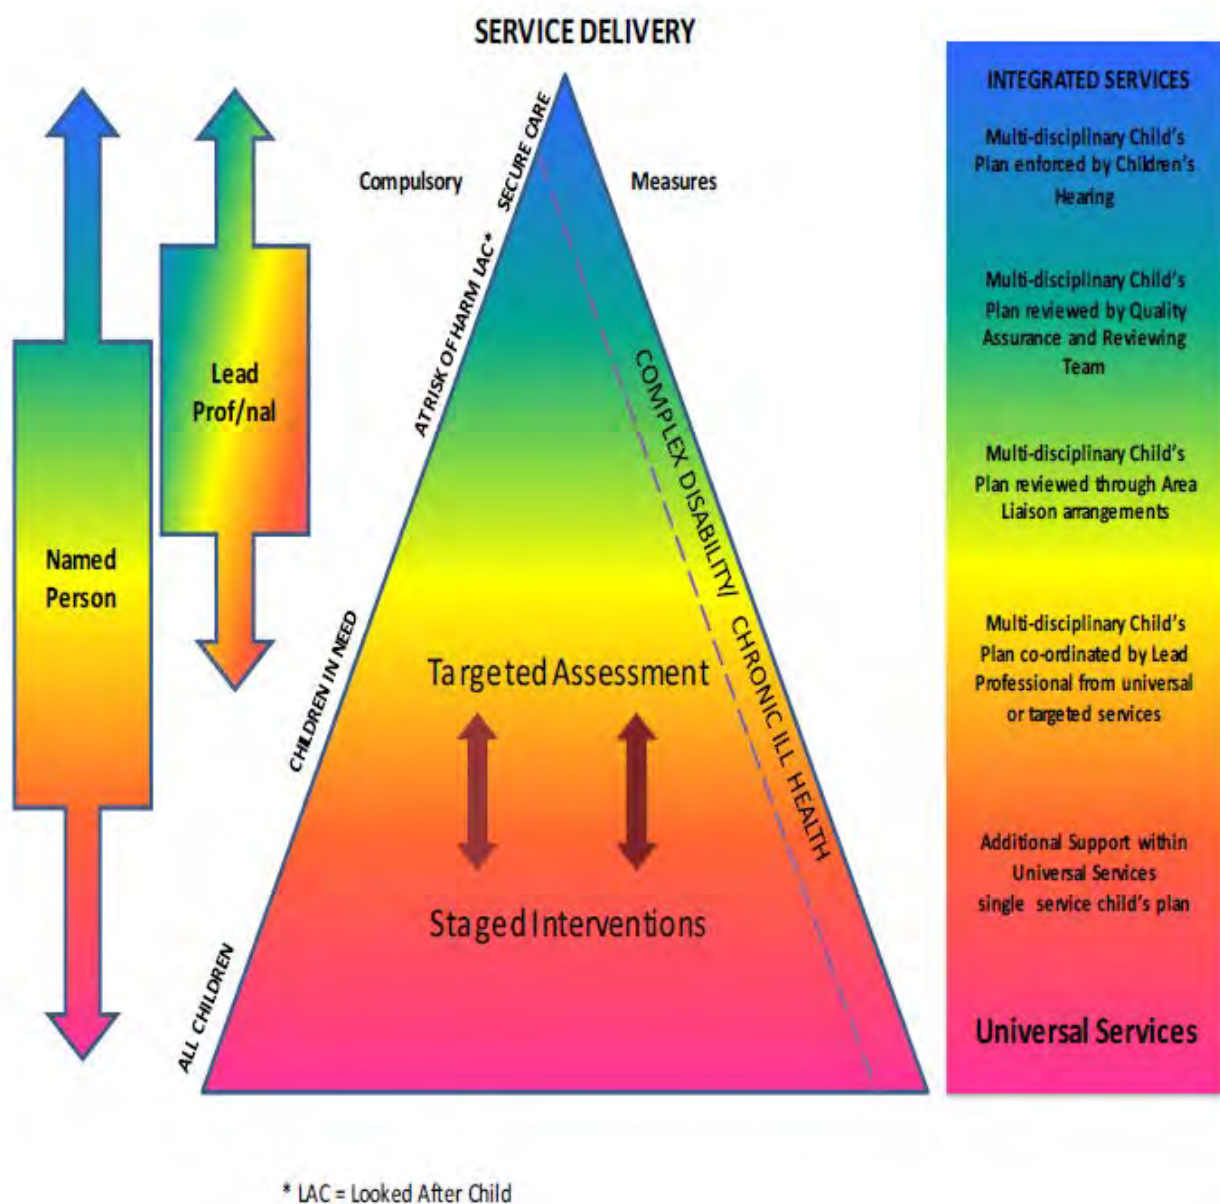 SERVICE DELIVERY
Named
Person
Lead
Prof/nal
Compulsory
Measures
SECURE CARE
AT RISK OF HARM LAC*
CHILDREN IN NEED
ALL CHILDREN
COMPLEX DISABILITY/ CHRONIC ILL HEALTH
Targeted Assessment
Staged Interventions
INTEGRATED SERVICES
Multi-disciplinary Child's
Plan enforced by Children's
Hearing
Multi-disciplinary Child's
Plan reviewed by Quality
Assurance and Reviewing
Team
Multi-disciplinary Child's
Plan reviewed through Area
Liaison arrangements
Multi-disciplinary Child's
Plan co-ordinated by Lead
Professional from universal
or targeted services
Additional Support within
Universal Services
single service child's plan
Universal Services
* LAC = Looked After Child